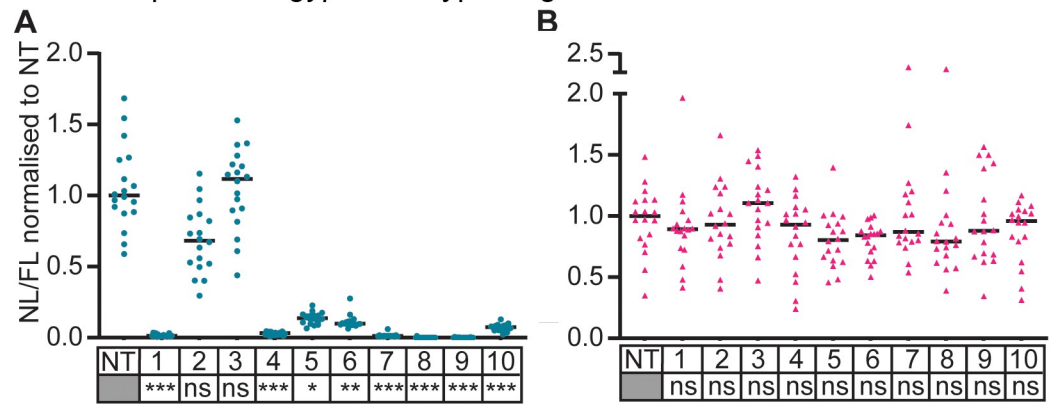 A
B
NL/FL normalised to NT
2.0
1.5
1.0
0.5
0.0
NT 1 2 3 4 5 6 7 8 9 10
*** ns ns *** * ** *** *** *** ***
2.5
2.0
1.5
1.0
0.5
0.0
NT 1 2 3 4 5 6 7 8 9 10
ns ns ns ns ns ns ns ns ns ns